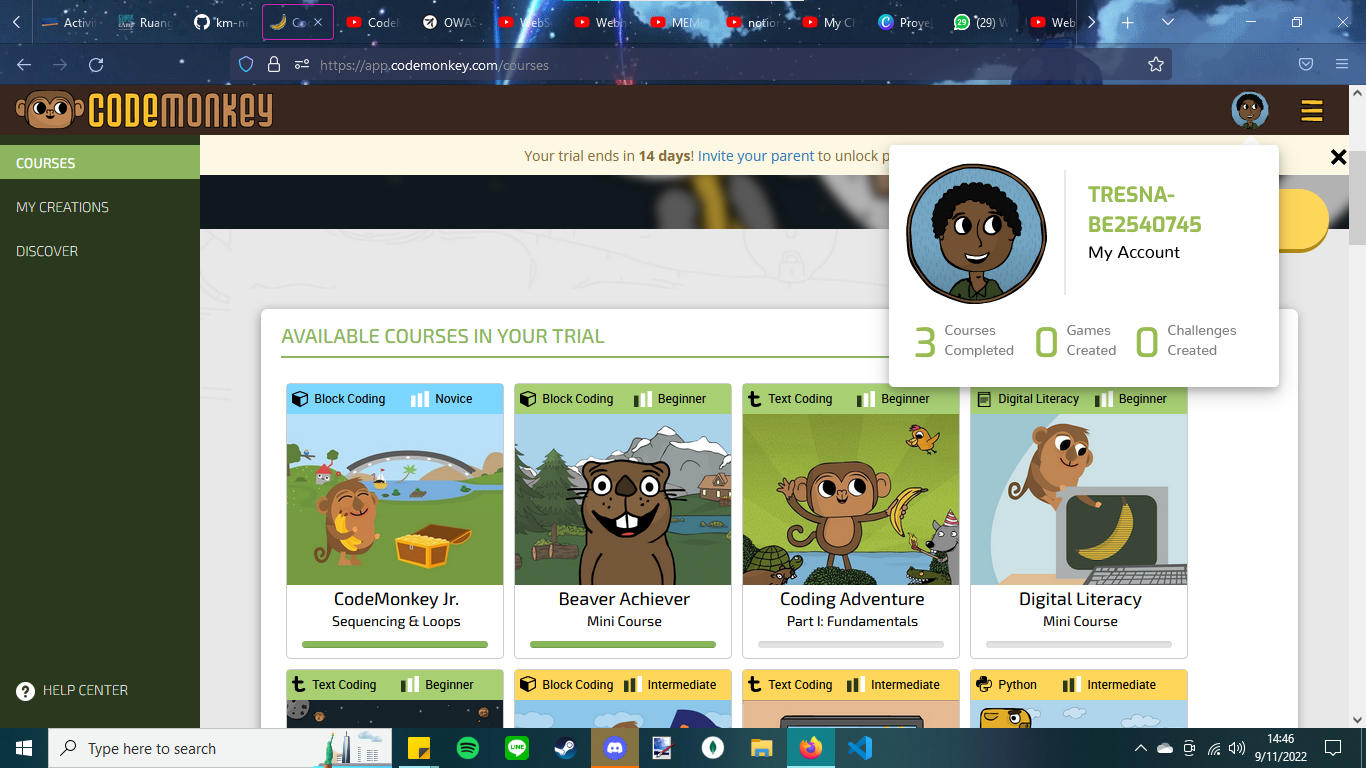 Activi
Ruang
km-n
Co
Code
OWAS
WebS
Webh
MEM
notion
My C
Proye
(29) W
Web
https://app.codemonkey.com/courses
CODEMONKEY
COURSES
MY CREATIONS
DISCOVER
HELP CENTER
Your trial ends in 14 days! Invite your parent to unlock p
TRESNA-
BE2540745
My Account
3 Courses Completed
0 Games Created
0 Challenges Created
AVAILABLE COURSES IN YOUR TRIAL
Block Coding Novice
CodeMonkey Jr.
Sequencing & Loops
Block Coding Beginner
Beaver Achiever
Mini Course
Text Coding Beginner
Coding Adventure
Part I: Fundamentals
Digital Literacy Beginner
Digital Literacy
Mini Course
Text Coding Beginner
Block Coding Intermediate
Text Coding Intermediate
Python Intermediate
Type here to search
14:46
9/11/2022